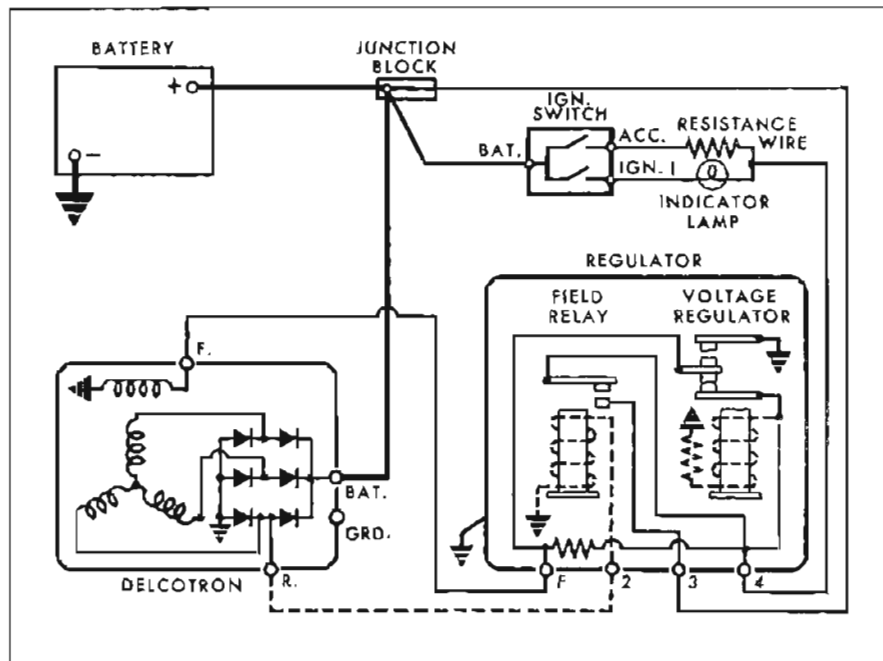 BATTERY
JUNCTION
BLOCK
+
−
IGN.
SWITCH
BAT.
ACC.
IGN. 1
RESISTANCE
WIRE
INDICATOR
LAMP
REGULATOR
FIELD
RELAY
VOLTAGE
REGULATOR
F.
BAT.
GRD.
DELCOTRON
R.
F
2
3
4